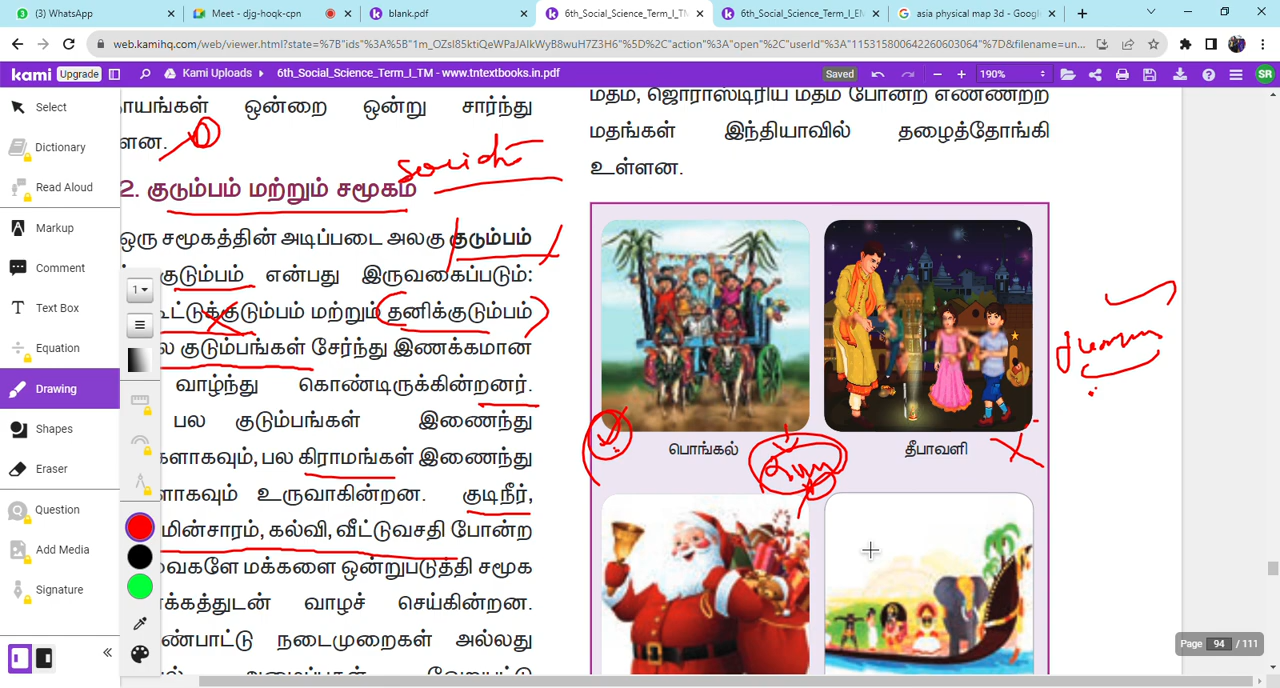 (3) WhatsApp
Meet - djg-hoqk-cpn
blank.pdf
6th_Social_Science_Term_I_TM
6th_Social_Science_Term_I_EM
asia physical map 3d - Google
web.kamihq.com/web/viewer.html?state=%7B"ids"%3A%5B"1m_OZsI85ktiQeWPaJAIkWyB8wuH7Z3H6"%5D%2C"action"%3A"open"%2C"userId"%3A"115315800642260603064"%7D&filename=un...
kami Upgrade Kami Uploads 6th_Social_Science_Term_I_TM - www.tntextbooks.in.pdf Saved 190%
SR
Select
Dictionary
Read Aloud
Markup
Comment
Text Box
Equation
Drawing
Shapes
Eraser
Question
Add Media
Signature
1
தாயங்கள் ஒன்றை ஒன்று சார்ந்து
ளன.
2. குடும்பம் மற்றும் சமூகம்
ஒரு சமூகத்தின் அடிப்படை அலகு குடும்பம்
குடும்பம் என்பது இருவகைப்படும்:
கூட்டுக்குடும்பம் மற்றும் தனிக்குடும்பம்
ல குடும்பங்கள் சேர்ந்து இணக்கமான
வாழ்ந்து கொண்டிருக்கின்றனர்.
பல குடும்பங்கள் இணைந்து
களாகவும், பல கிராமங்கள் இணைந்து
ளாகவும் உருவாகின்றன. குடிநீர்,
மின்சாரம், கல்வி, வீட்டுவசதி போன்ற
வைகளே மக்களை ஒன்றுபடுத்தி சமூக
க்கத்துடன் வாழச் செய்கின்றன.
ண்பாட்டு நடைமுறைகள் அல்லது
மதம், ஜொராஸ்டிரிய மதம் போன்ற எண்ணற்ற
மதங்கள் இந்தியாவில் தழைத்தோங்கி
உள்ளன.
பொங்கல்
தீபாவளி
Page 94 / 111